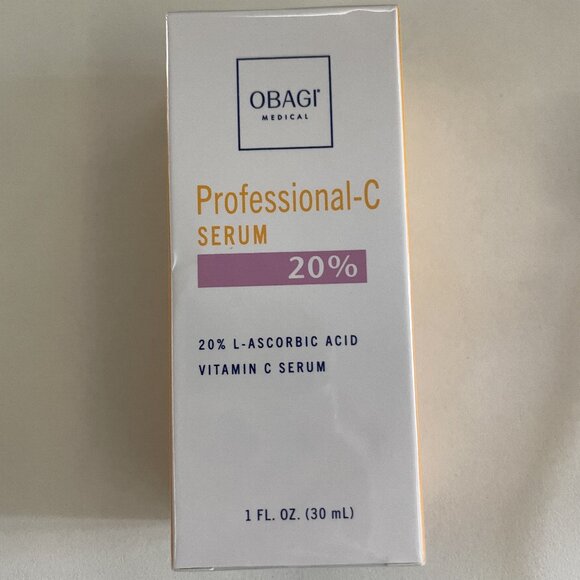 OBAGI®
MEDICAL
Professional-C
SERUM
20%
20% L-ASCORBIC ACID
VITAMIN C SERUM
1 FL. OZ. (30 mL)